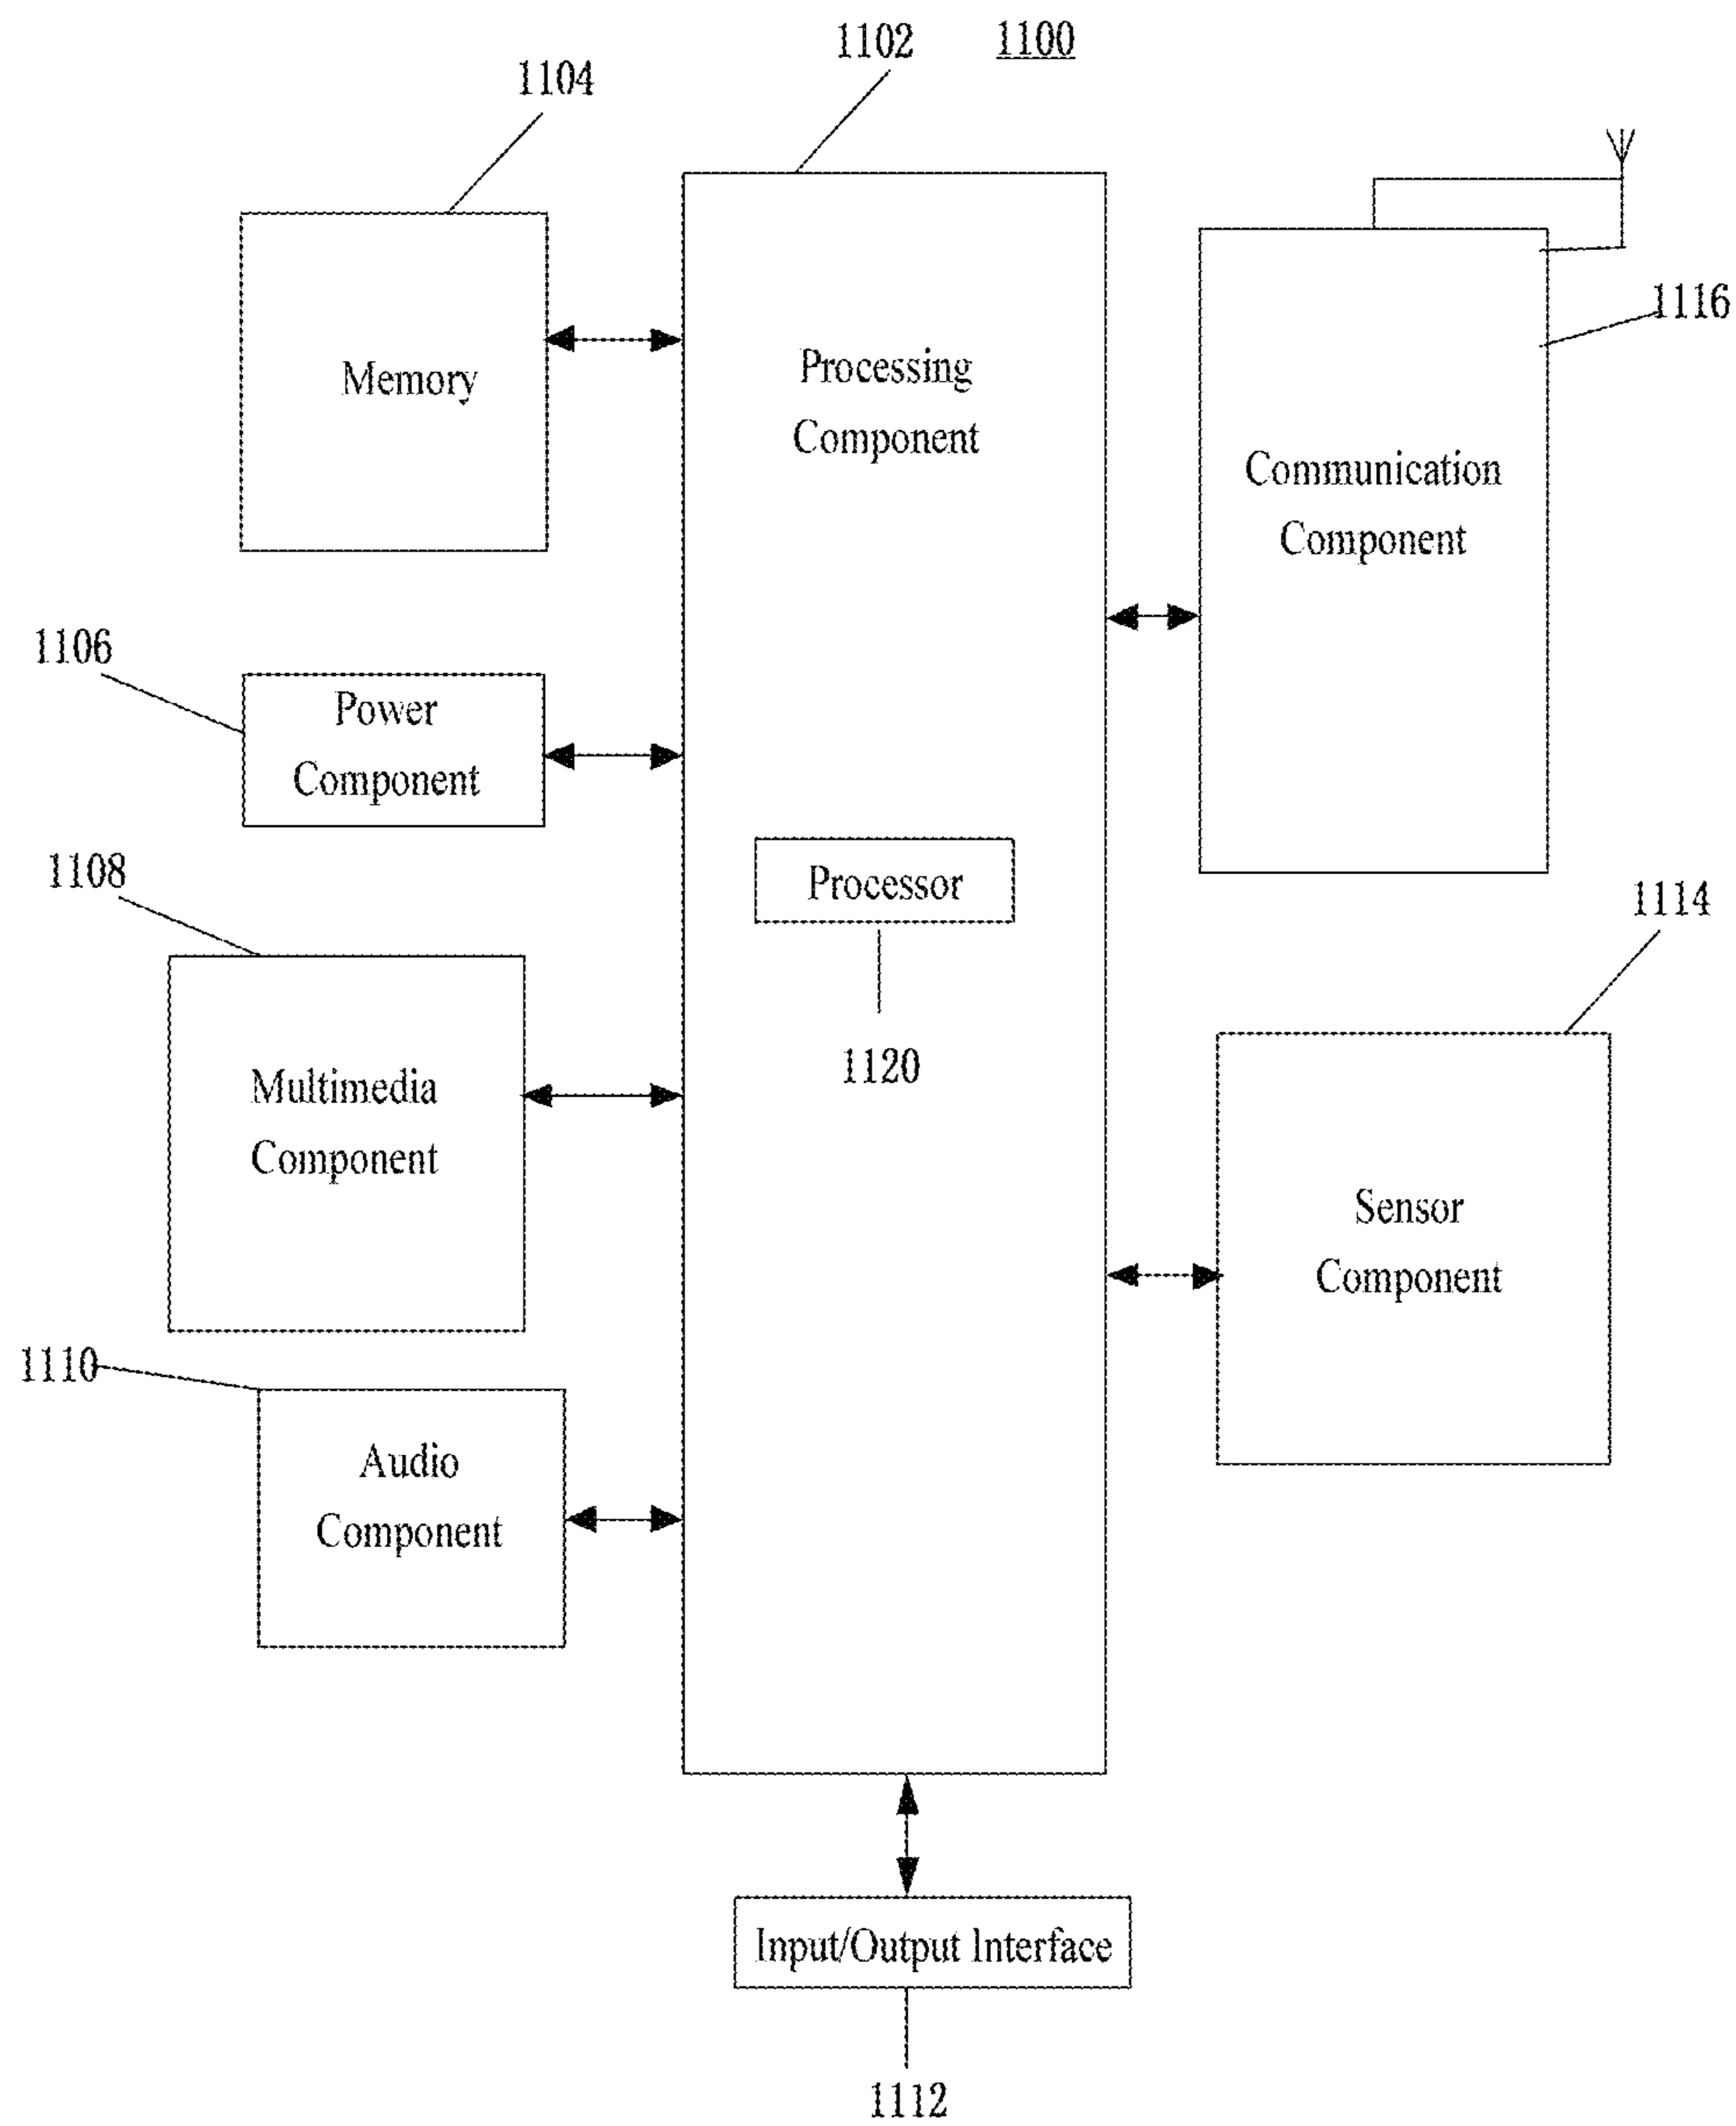 1102
1100
1104
Memory
Processing
Component
1116
Communication
Component
1106
Power
Component
1108
Processor
1114
1120
Multimedia
Component
Sensor
Component
1110
Audio
Component
Input/Output Interface
1112